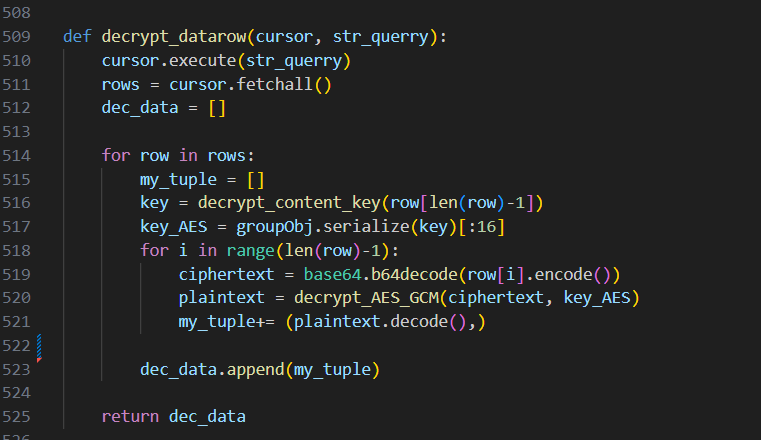 508
509 def decrypt_datarow(cursor, str_querry):
510 cursor.execute(str_querry)
511 rows = cursor.fetchall()
512 dec_data = []
513
514 for row in rows:
515 my_tuple = []
516 key = decrypt_content_key(row[len(row)-1])
517 key_AES = groupObj.serialize(key)[:16]
518 for i in range(len(row)-1):
519 ciphertext = base64.b64decode(row[i].encode())
520 plaintext = decrypt_AES_GCM(ciphertext, key_AES)
521 my_tuple+= (plaintext.decode(),)
522
523 dec_data.append(my_tuple)
524
525 return dec_data